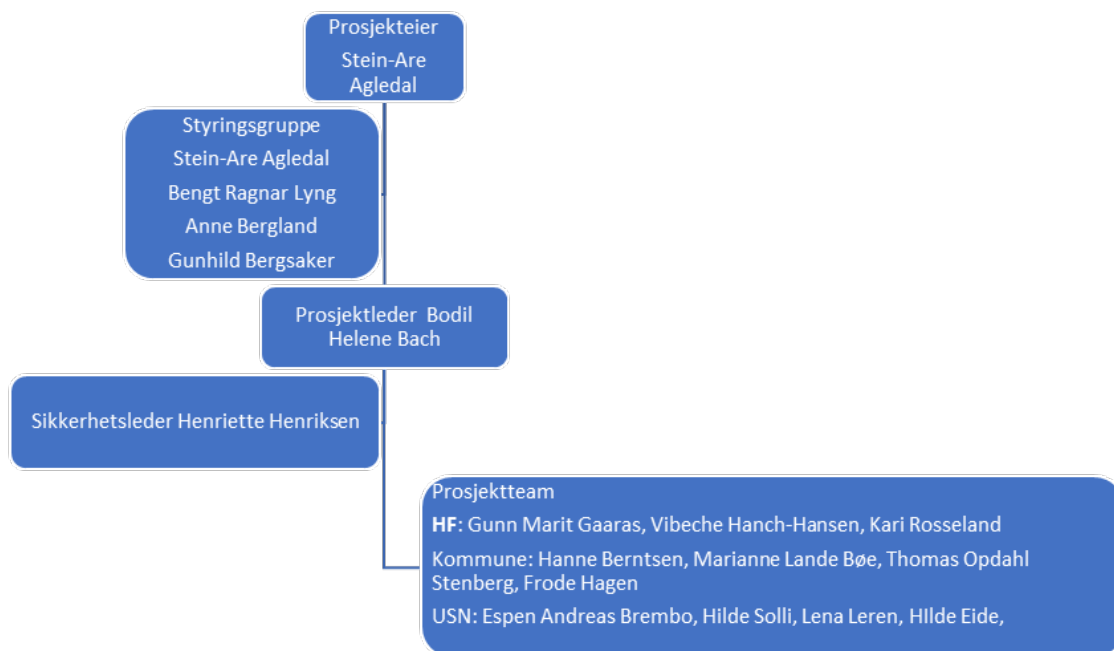 Prosjekteier
Stein-Are
Agledal
Styringsgruppe
Stein-Are Agledal
Bengt Ragnar Lyng
Anne Bergland
Gunhild Bergsaker
Prosjektleder Bodil
Helene Bach
Sikkerhetsleder Henriette Henriksen
Prosjektteam
HF: Gunn Marit Gaaras, Vibeche Hanch-Hansen, Kari Rosseland
Kommune: Hanne Berntsen, Marianne Lande Bøe, Thomas Opdahl
Stenberg, Frode Hagen
USN: Espen Andreas Brembo, Hilde Solli, Lena Leren, HIlde Eide,